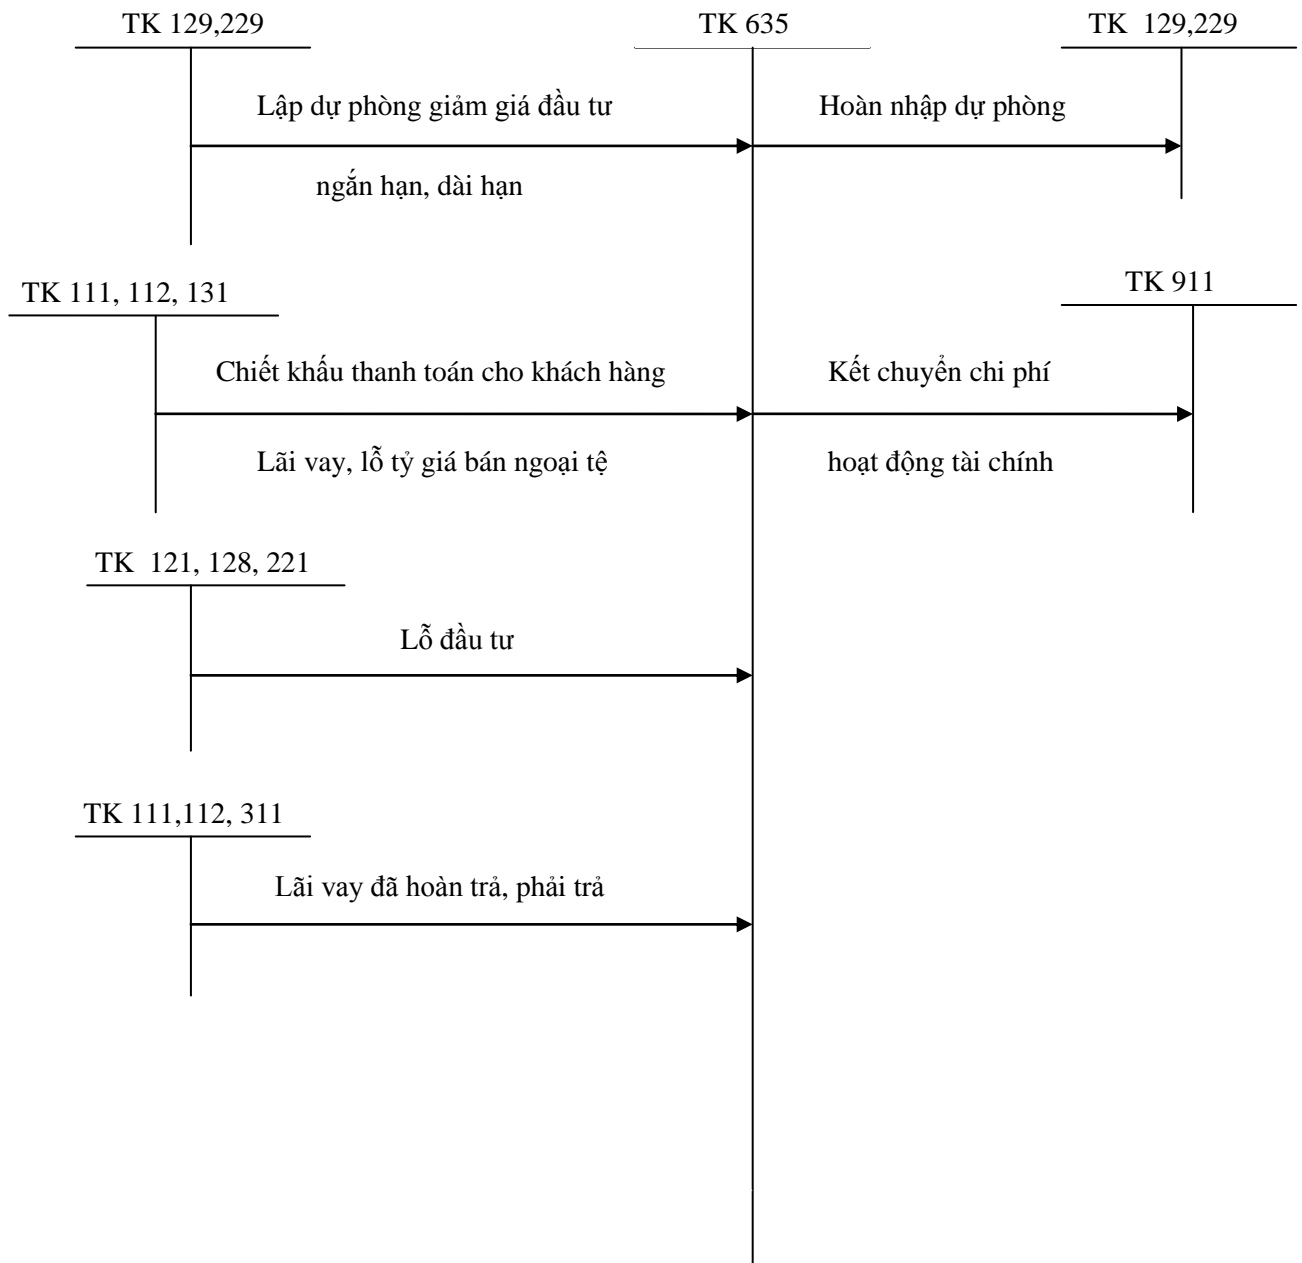 TK 129,229
TK 635
TK 129,229
Lập dự phòng giảm giá đầu tư
Hoàn nhập dự phòng
ngắn hạn, dài hạn
TK 111, 112, 131
TK 911
Chiết khấu thanh toán cho khách hàng
Kết chuyển chi phí
Lãi vay, lỗ tỷ giá bán ngoại tệ
hoạt động tài chính
TK 121, 128, 221
Lỗ đầu tư
TK 111,112, 311
Lãi vay đã hoàn trả, phải trả